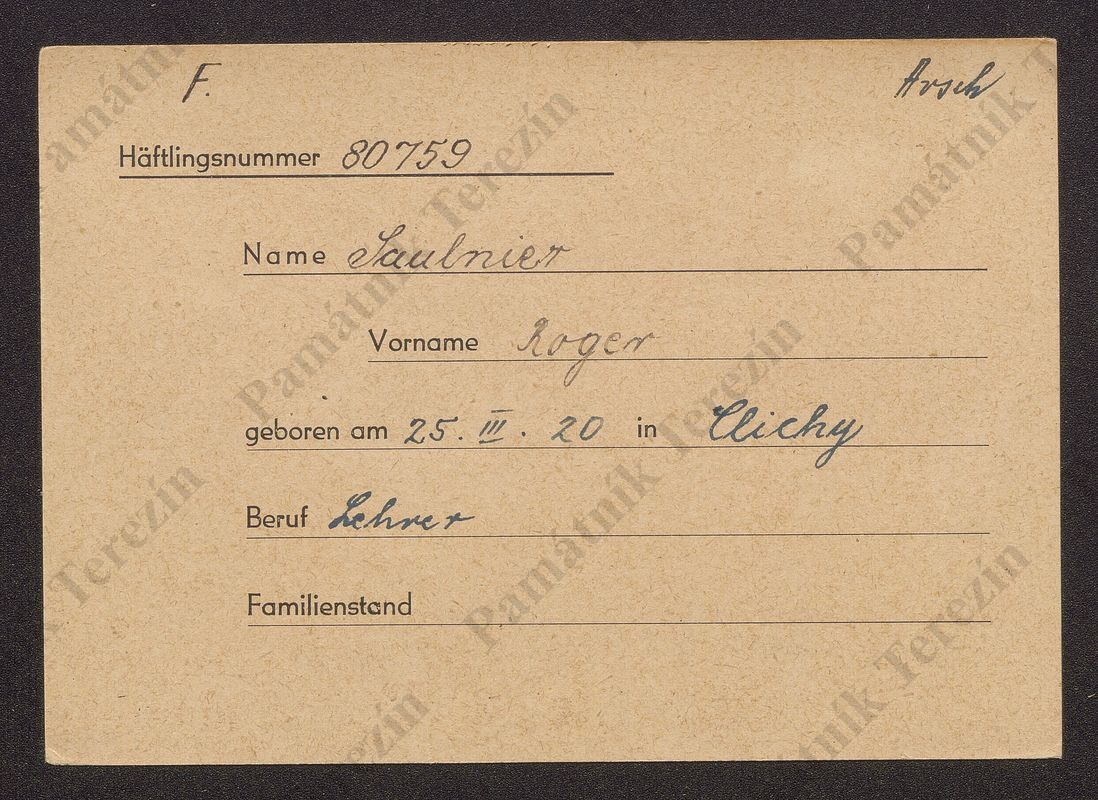 F. Arsch
Häftlingsnummer 80759
Name Saulnier
Vorname Roger
geboren am 25. III. 20 in Clichy
Beruf Lehrer
Familienstand
Památník Terezín